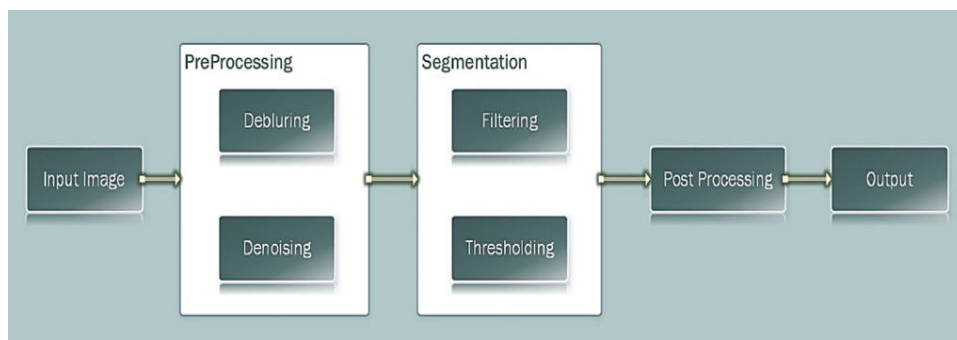 Input Image
PreProcessing
Debluring
Denoising
Segmentation
Filtering
Thresholding
Post Processing
Output